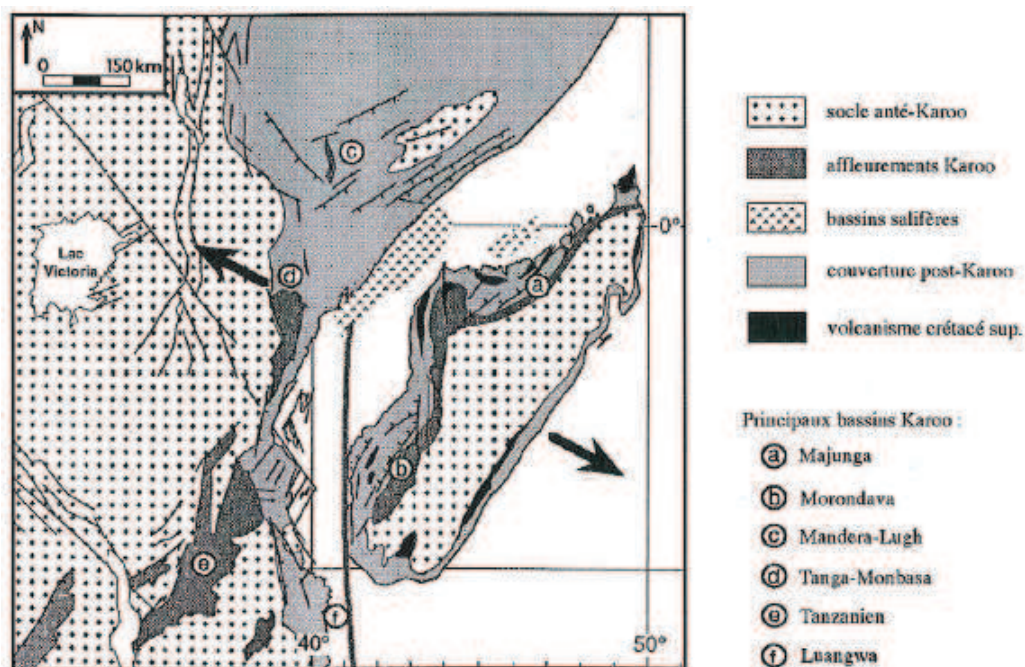 N
0 150 km
Lac
Victoria
c
0°
d
a
b
e
f
40°
50°
socle anté-Karoo
affleurements Karoo
bassins salifères
couverture post-Karoo
volcanisme crétacé sup.
Principaux bassins Karoo :
a Majunga
b Morondava
c Mandera-Lugh
d Tanga-Monbasa
e Tanzanien
f Luangwa